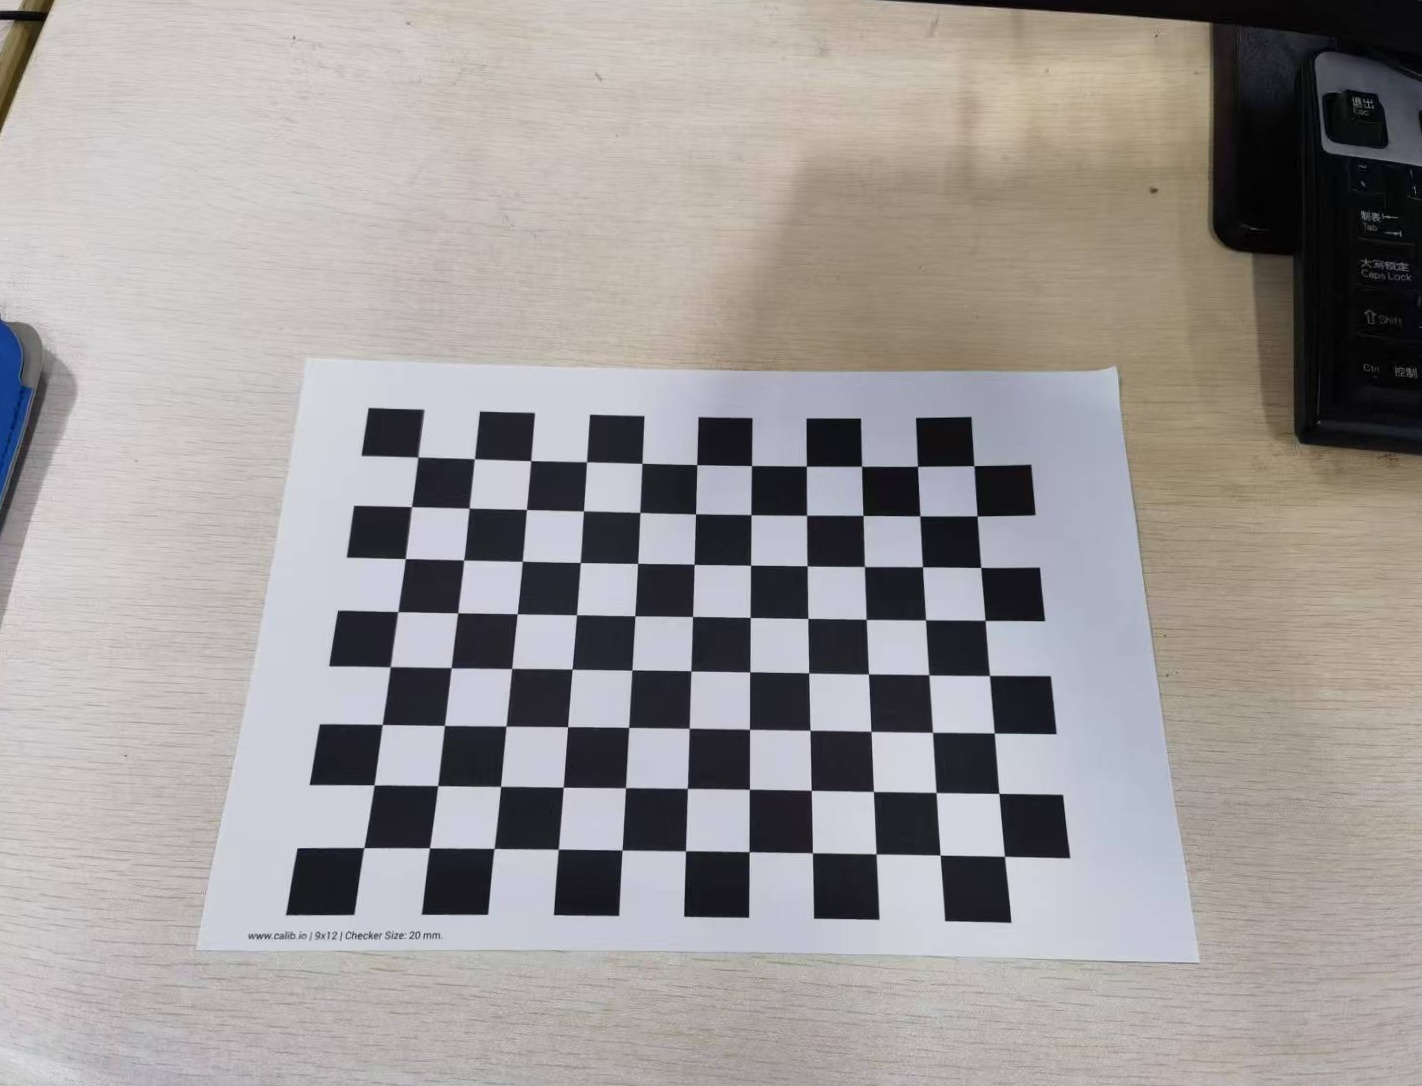 退出
Esc
制表
Tab
大写锁定
Caps Lock
Shift
Ctrl 控制
www.calib.io | 9x12 | Checker Size: 20 mm.